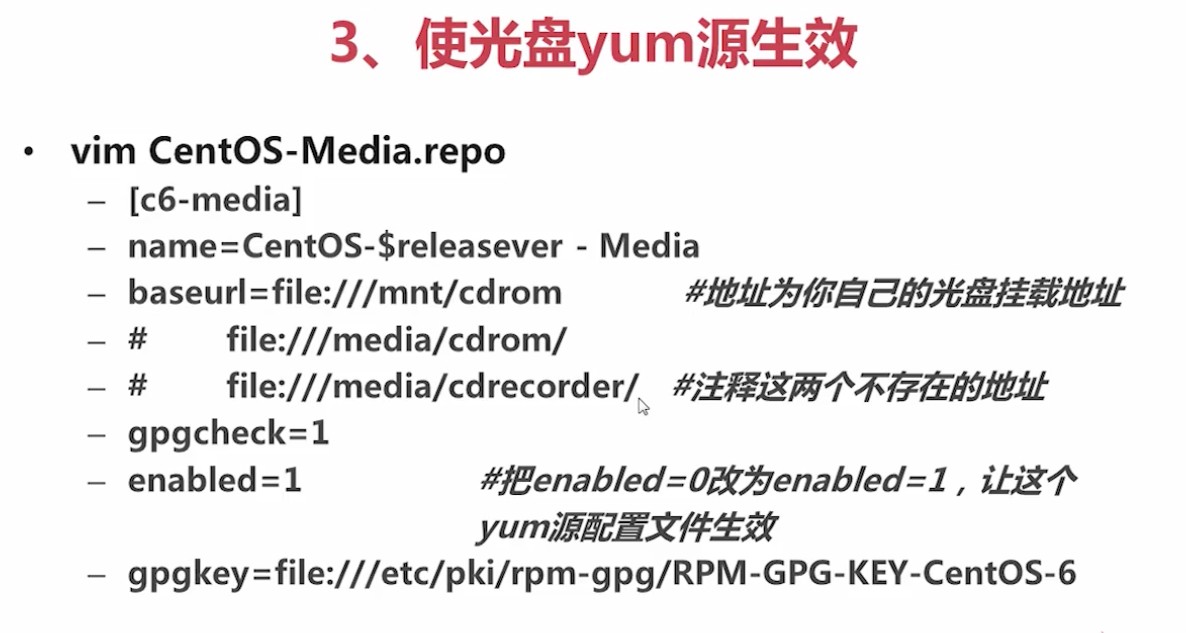 3、使光盘yum源生效
• vim CentOS-Media.repo
– [c6-media]
– name=CentOS-$releasever - Media
– baseurl=file:///mnt/cdrom #地址为你自己的光盘挂载地址
– # file:///media/cdrom/
– # file:///media/cdrecorder/ #注释这两个不存在的地址
– gpgcheck=1
– enabled=1 #把enabled=0改为enabled=1，让这个
yum源配置文件生效
– gpgkey=file:///etc/pki/rpm-gpg/RPM-GPG-KEY-CentOS-6